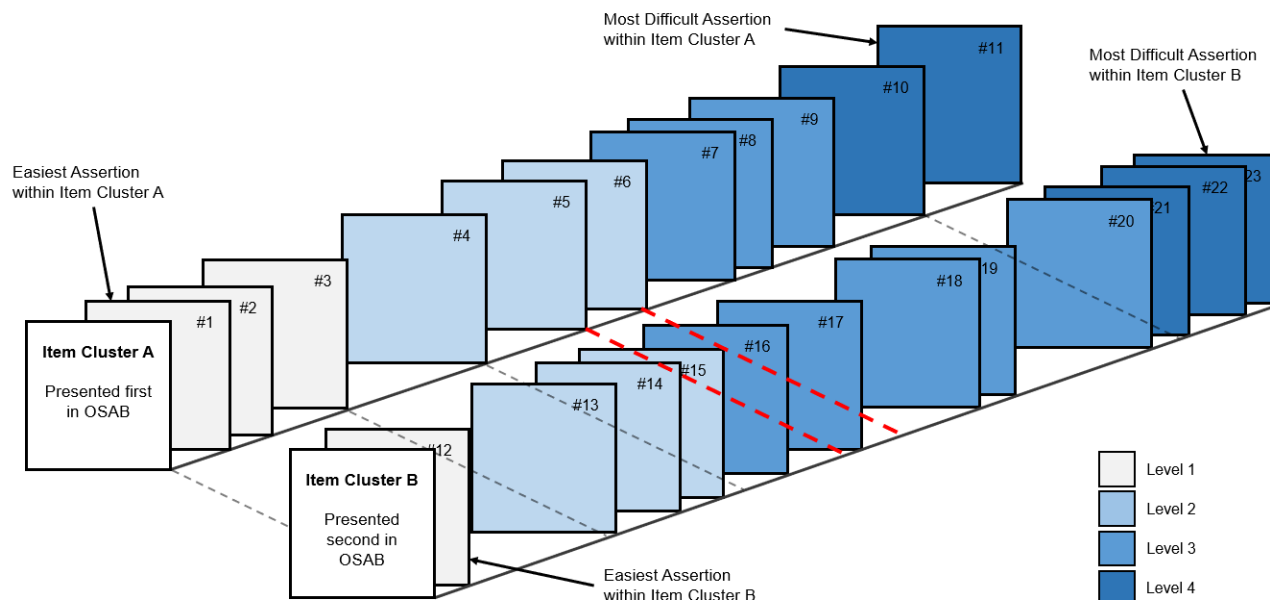 Most Difficult Assertion
within Item Cluster A
#11
Most Difficult Assertion
within Item Cluster B
#10
#9
#8
#7
#6
#5
#4
#3
#2
#1
Easiest Assertion
within Item Cluster A
Item Cluster A
Presented first
in OSAB
23
#22
#21
#20
19
#18
#17
#16
#15
#14
#13
#12
Item Cluster B
Presented
second in
OSAB
Easiest Assertion
within Item Cluster B
Level 1
Level 2
Level 3
Level 4